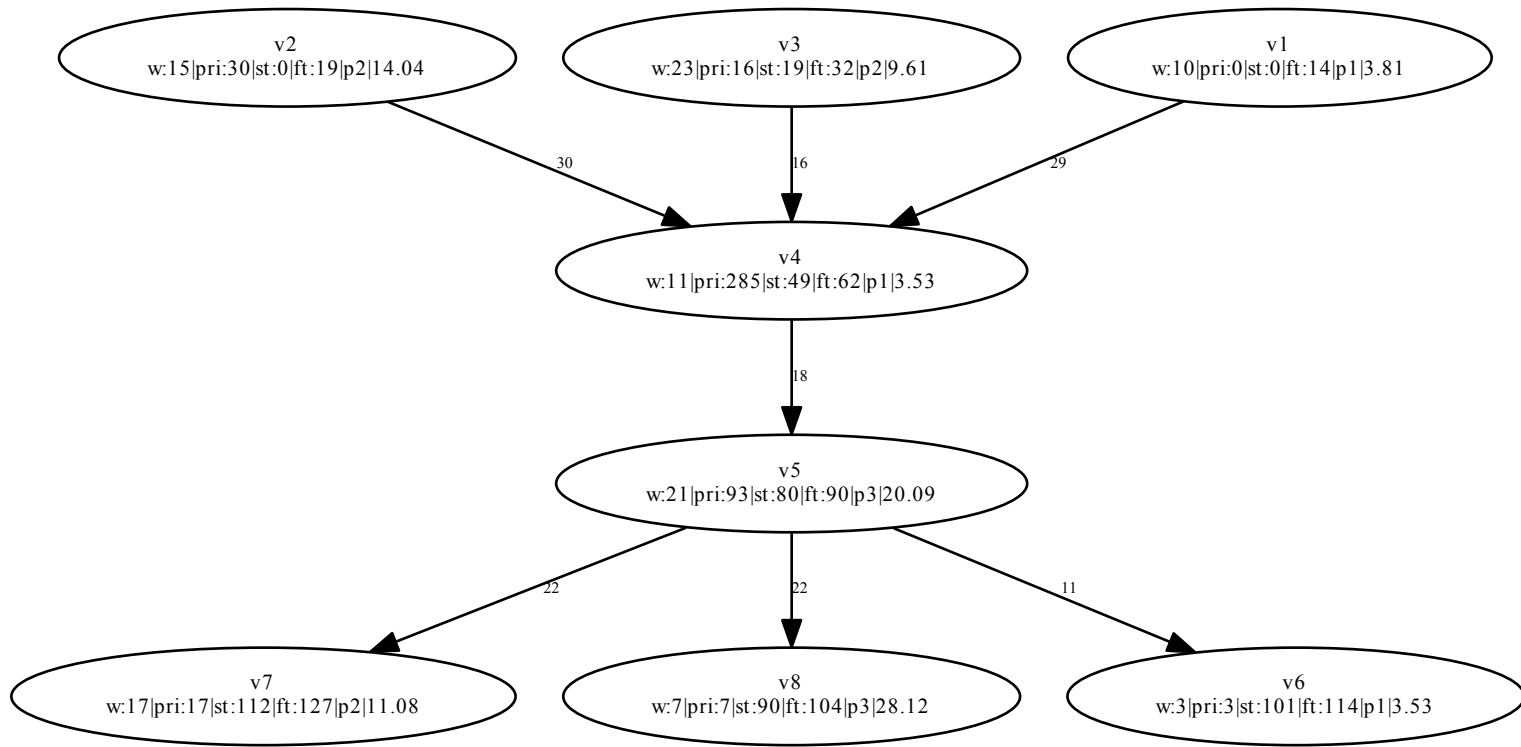 v2
w:15|pri:30|st:0|ft:19|p2|14.04
v3
w:23|pri:16|st:19|ft:32|p2|9.61
v1
w:10|pri:0|st:0|ft:14|p1|3.81
30
16
29
v4
w:11|pri:285|st:49|ft:62|p1|3.53
18
v5
w:21|pri:93|st:80|ft:90|p3|20.09
22
22
11
v7
w:17|pri:17|st:112|ft:127|p2|11.08
v8
w:7|pri:7|st:90|ft:104|p3|28.12
v6
w:3|pri:3|st:101|ft:114|p1|3.53